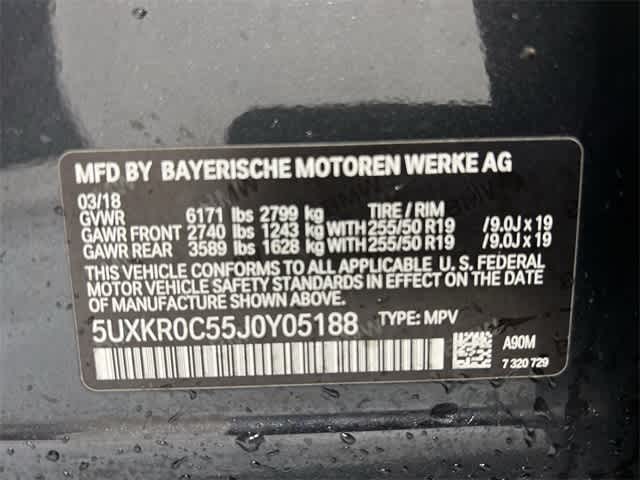 MFD BY BAYERISCHE MOTOREN WERKE AG
03/18
GVWR 6171 lbs 2799 kg TIRE / RIM
GAWR FRONT 2740 lbs 1243 kg WITH 255/50 R19 /9.0J x 19
GAWR REAR 3589 lbs 1628 kg WITH 255/50 R19 /9.0J x 19
THIS VEHICLE CONFORMS TO ALL APPLICABLE U. S. FEDERAL
MOTOR VEHICLE SAFETY STANDARDS IN EFFECT ON THE
DATE OF MANUFACTURE SHOWN ABOVE.
5UXKR0C55J0Y05188 TYPE: MPV
A90M
7 320 729